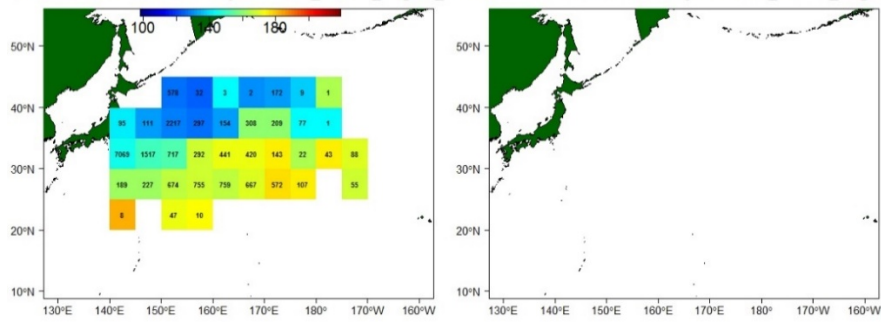 100 140 180
50°N 50°N
578 32 3 2 172 9 1
40°N 40°N
95 111 2217 297 154 308 209 77 1
7069 1517 717 292 441 420 143 22 43 88
30°N 30°N
189 227 674 755 759 667 572 107 55
8 47 10
20°N 20°N
10°N 10°N
130°E 140°E 150°E 160°E 170°E 180° 170°W 160°W 130°E 140°E 150°E 160°E 170°E 180° 170°W 160°W